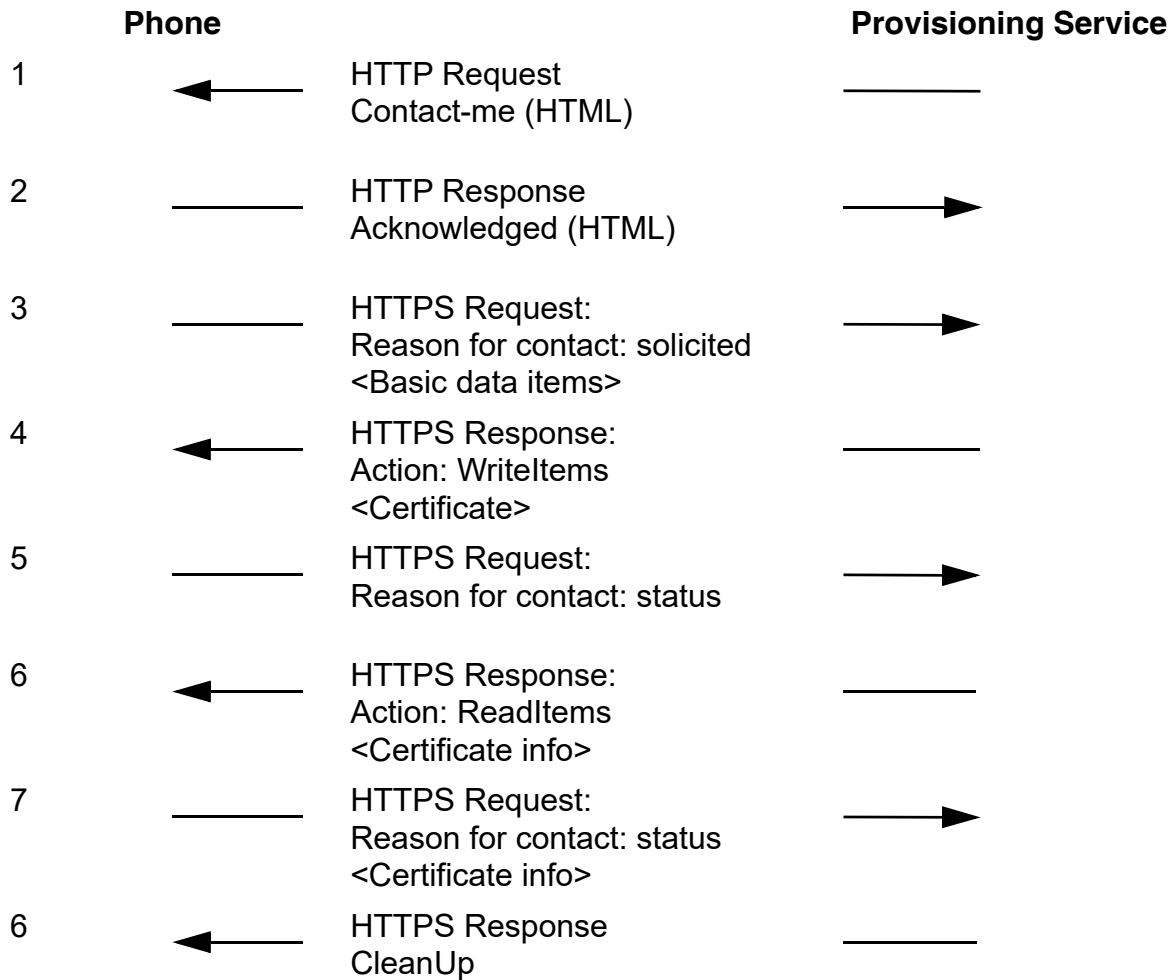 Phone Provisioning Service
1 HTTP Request
Contact-me (HTML)
2 HTTP Response
Acknowledged (HTML)
3 HTTPS Request:
Reason for contact: solicited
<Basic data items>
4 HTTPS Response:
Action: WriteItems
<Certificate>
5 HTTPS Request:
Reason for contact: status
6 HTTPS Response:
Action: ReadItems
<Certificate info>
7 HTTPS Request:
Reason for contact: status
<Certificate info>
6 HTTPS Response
CleanUp